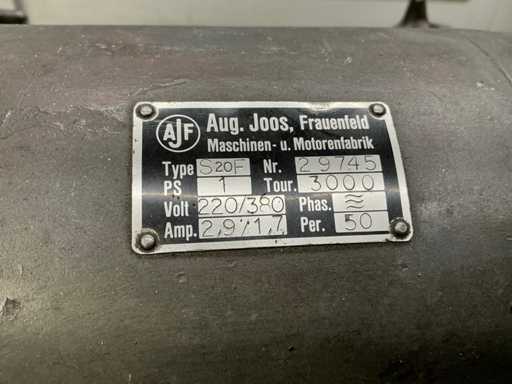 AJF
Aug. Joos, Frauenfeld
Maschinen- u. Motorenfabrik
Type S20F Nr. 29745
PS 1 Tour. 3000
Volt 220/380 Phas. ≋
Amp. 2,9/1,7 Per. 50